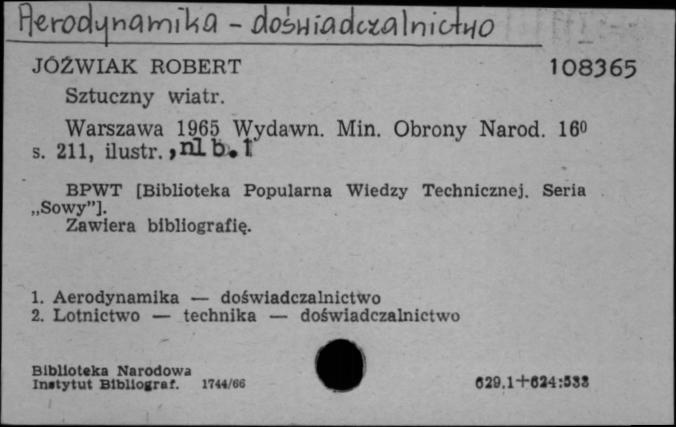 Aerodynamika - doświadczalnictwo
JÓŹWIAK ROBERT 108365
Sztuczny wiatr.
Warszawa 1965 Wydawn. Min. Obrony Narod. 16⁰
s. 211, ilustr., nlb. 1
BPWT [Biblioteka Popularna Wiedzy Technicznej. Seria
„Sowy”].
Zawiera bibliografię.
1. Aerodynamika — doświadczalnictwo
2. Lotnictwo — technika — doświadczalnictwo
Biblioteka Narodowa
Instytut Bibliograf. 1744/66 629.1+624:533